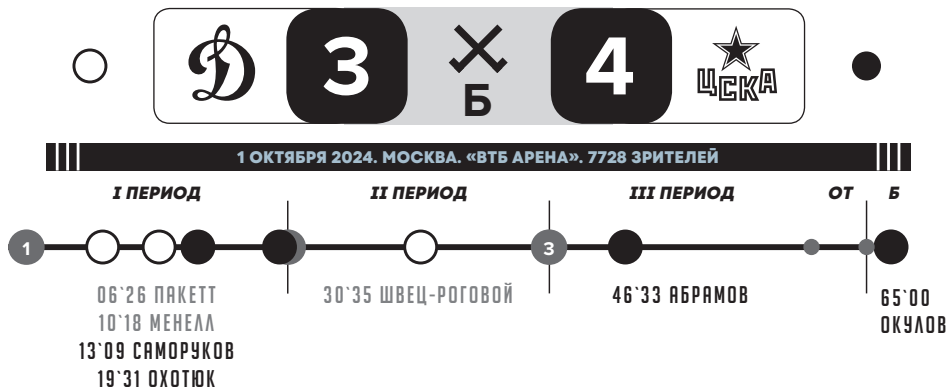 Д 3 Б 4 ЦСКА
1 ОКТЯБРЯ 2024. МОСКВА. «ВТБ АРЕНА». 7728 ЗРИТЕЛЕЙ
I ПЕРИОД II ПЕРИОД III ПЕРИОД ОТ Б
1 3
06`26 ПАКЕТТ
10`18 МЕНЕЛЛ
13`09 САМОРУКОВ
19`31 ОХОТЮК
30`35 ШВЕЦ-РОГОВОЙ
46`33 АБРАМОВ
65`00
ОКУЛОВ